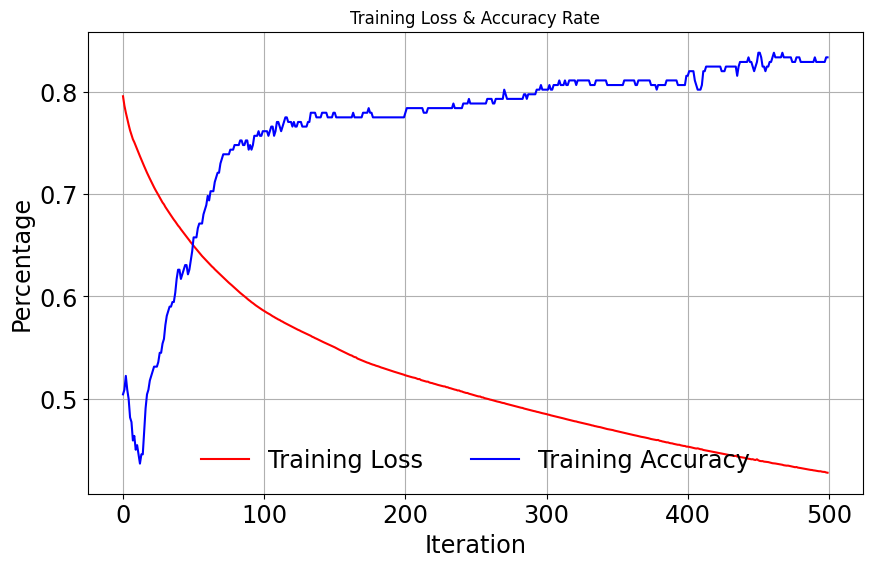 Training Loss & Accuracy Rate
0.8
0.7
0.6
0.5
Percentage
Training Loss
Training Accuracy
0
100
200
300
400
500
Iteration